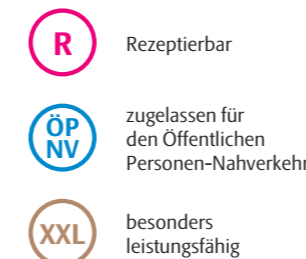 R Rezeptierbar
ÖP
NV
zugelassen für
den Öffentlichen
Personen-Nahverkehr
XXL
besonders
leistungsfähig